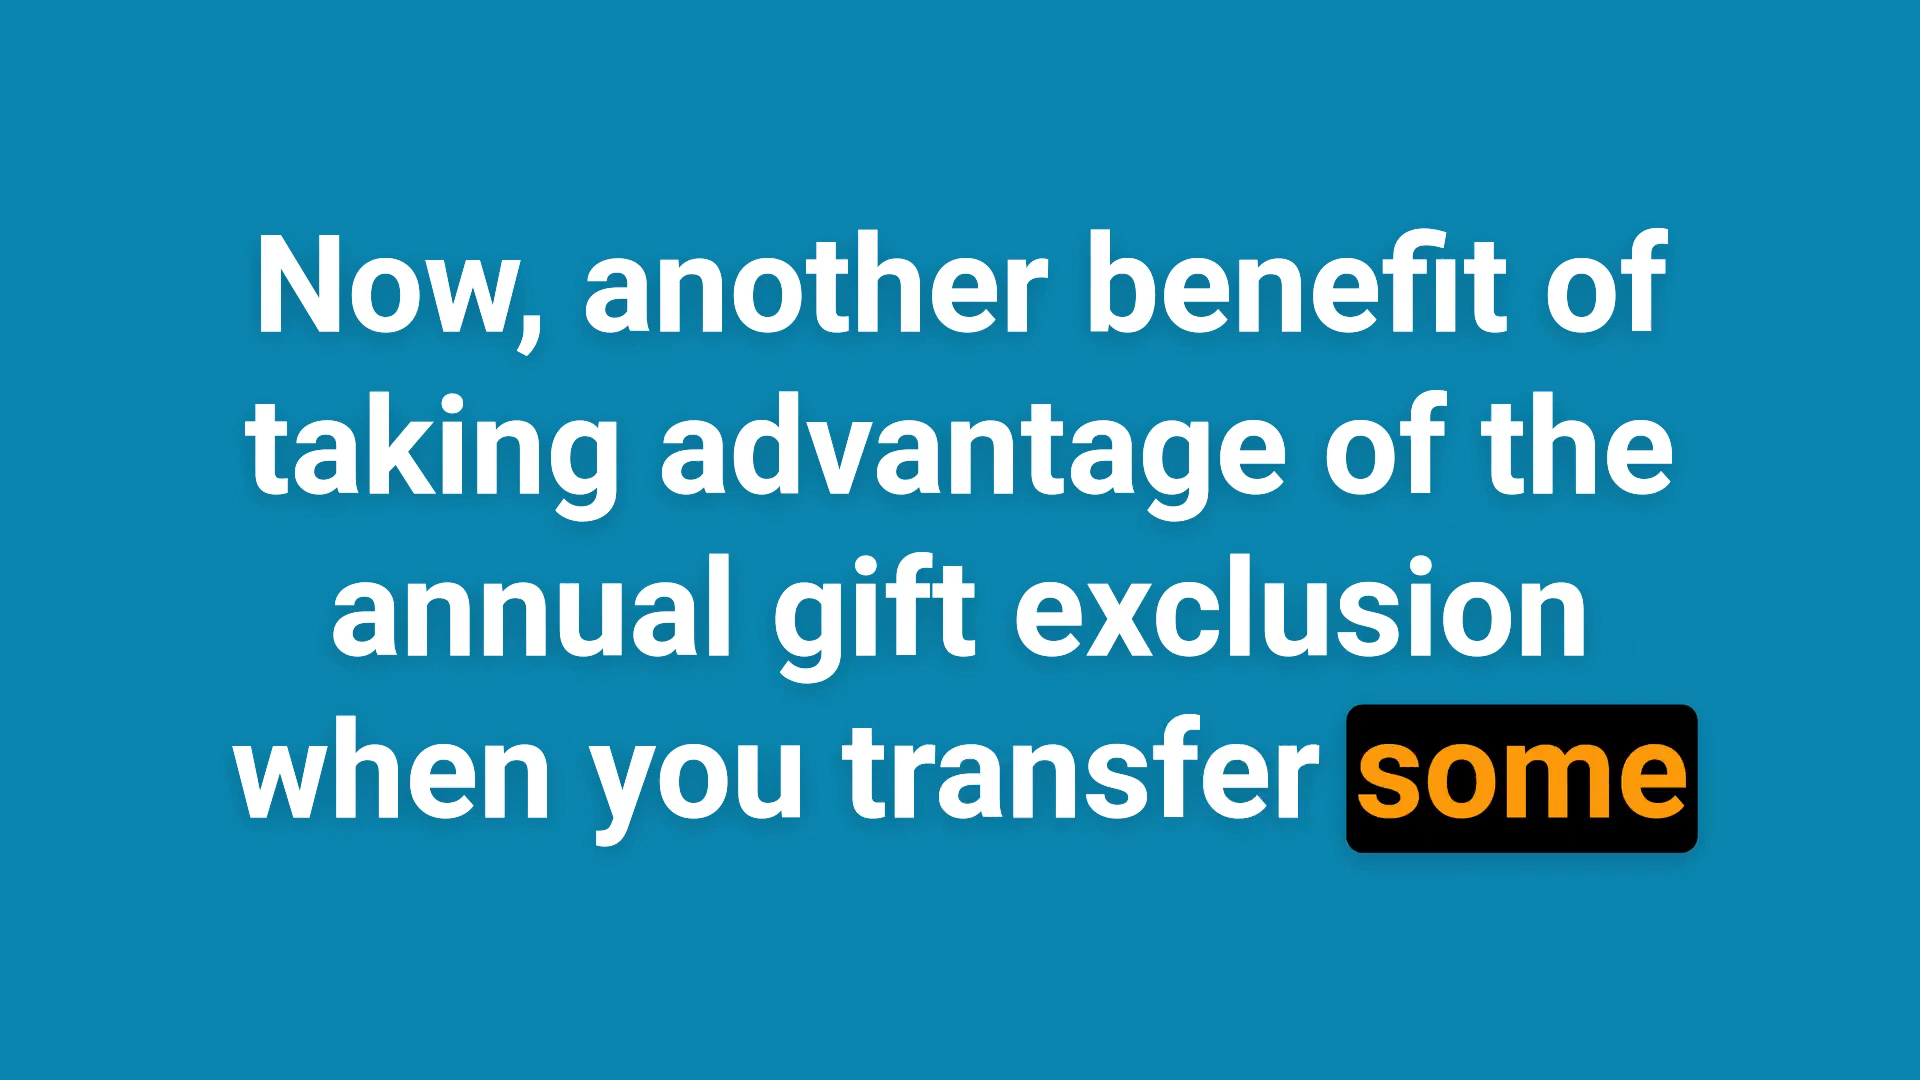 Now, another benefit of
taking advantage of the
annual gift exclusion
when you transfer some